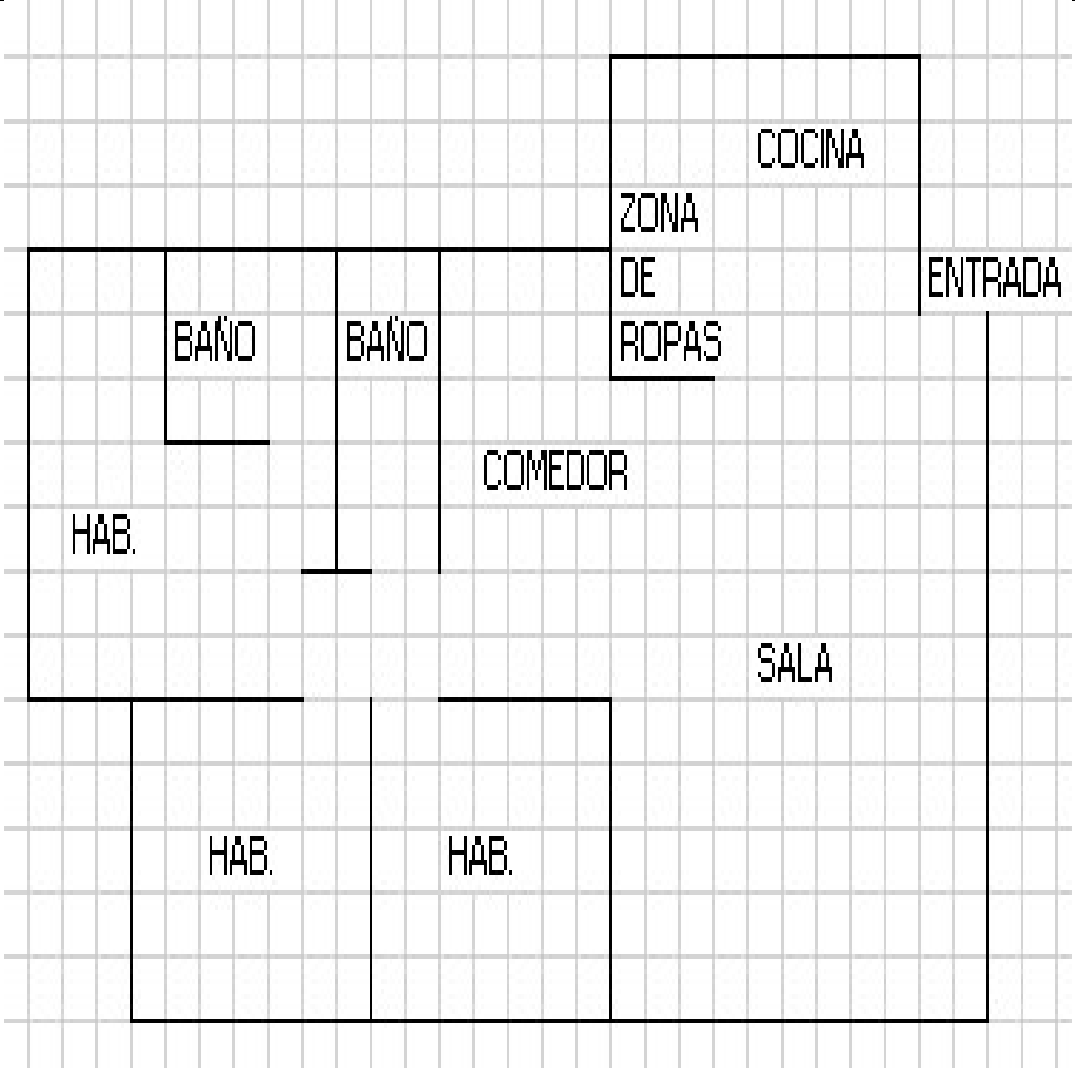 COCINA
ZONA
DE
ROPAS
ENTRADA
BAÑO
BAÑO
COMEDOR
HAB.
SALA
HAB.
HAB.